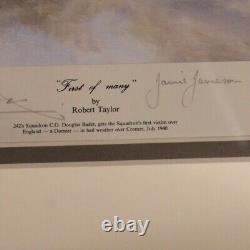 "First of many"
by
Robert Taylor
Jamie Jameson
242's Squadron C.O. Douglas Bader, gets the Squadron's first victim over
England — a Dornier — in bad weather over Cromer, July 1940